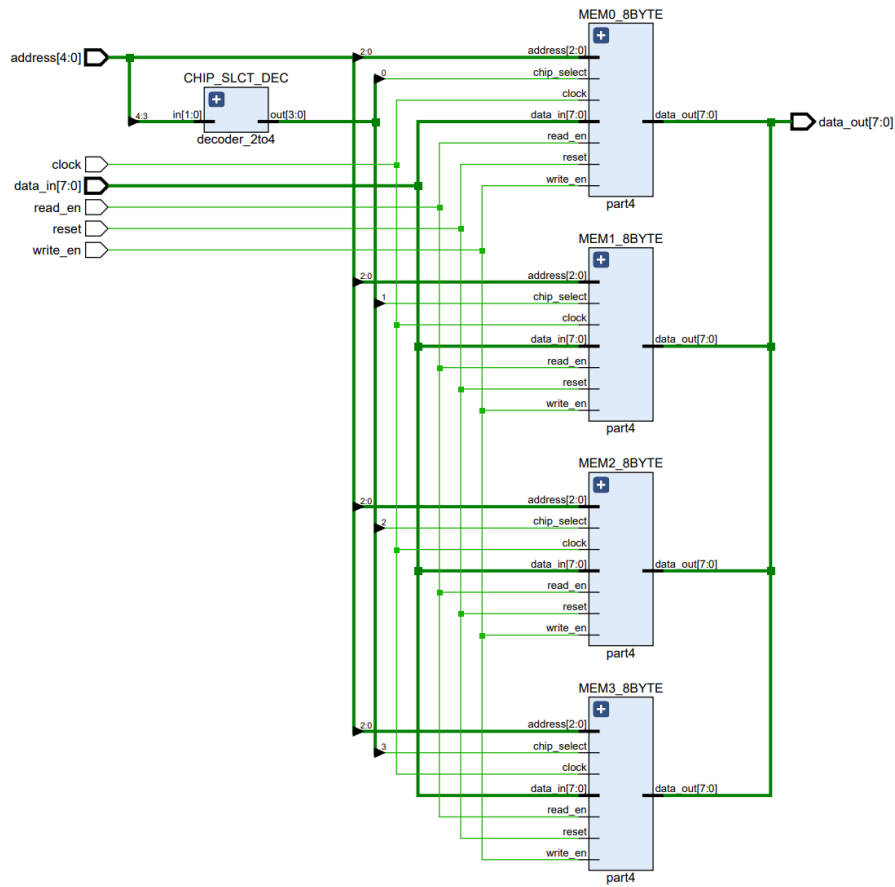 MEM0_8BYTE
address[4:0]
2:0
address[2:0]
CHIP_SLCT_DEC
0
chip_select
clock
4:3
in[1:0]
out[3:0]
data_in[7:0]
data_out[7:0]
data_out[7:0]
decoder_2to4
read_en
clock
reset
data_in[7:0]
write_en
read_en
part4
reset
write_en
MEM1_8BYTE
2:0
address[2:0]
1
chip_select
clock
data_in[7:0]
data_out[7:0]
read_en
reset
write_en
part4
MEM2_8BYTE
2:0
address[2:0]
2
chip_select
clock
data_in[7:0]
data_out[7:0]
read_en
reset
write_en
part4
MEM3_8BYTE
2:0
address[2:0]
3
chip_select
clock
data_in[7:0]
data_out[7:0]
read_en
reset
write_en
part4